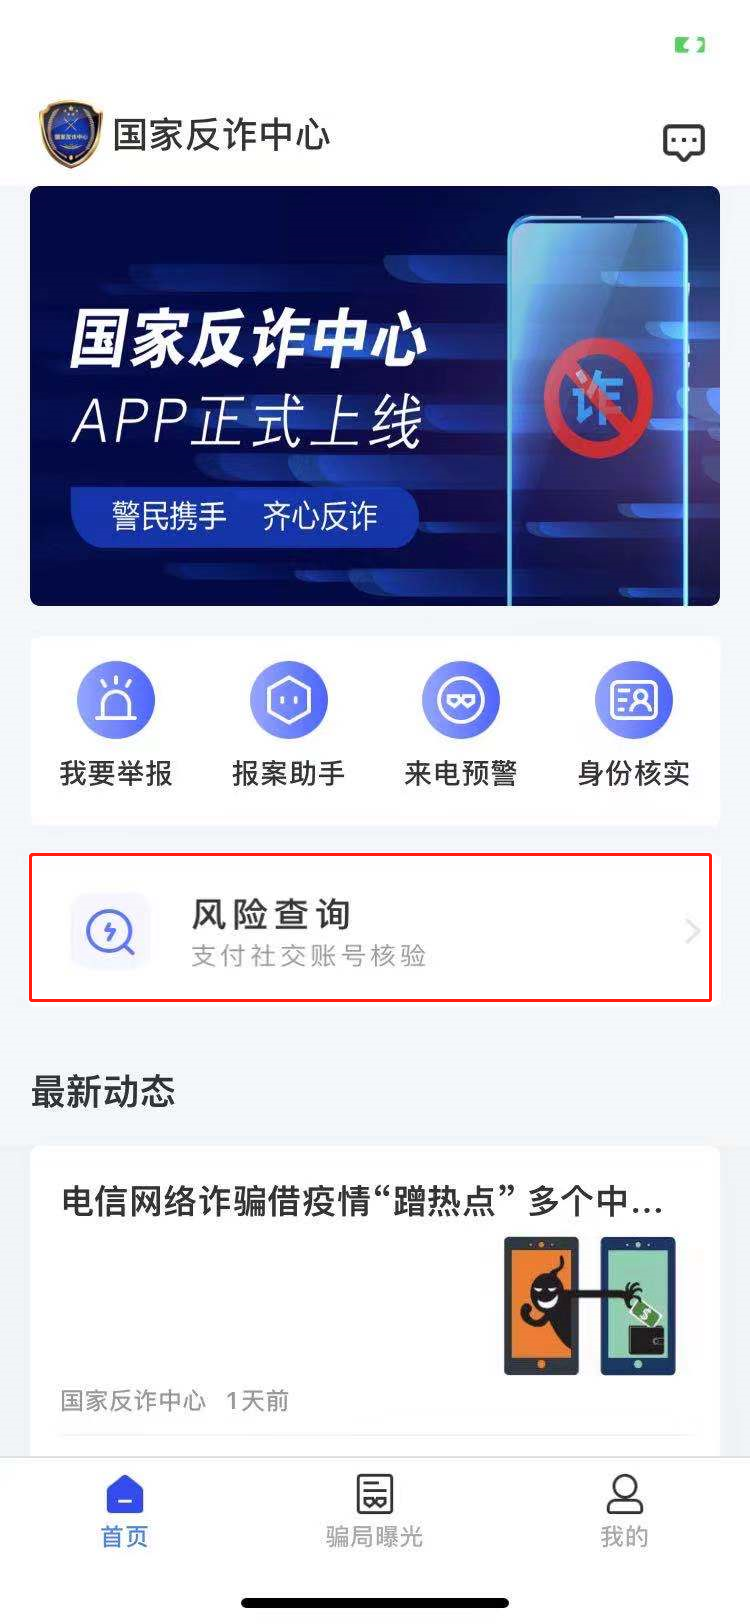 国家反诈中心
国家反诈中心
APP正式上线
警民携手 齐心反诈
诈
我要举报 报案助手 来电预警 身份核实
风险查询
支付社交账号核验
最新动态
电信网络诈骗借疫情“蹭热点” 多个中...
国家反诈中心 1天前
首页 骗局曝光 我的